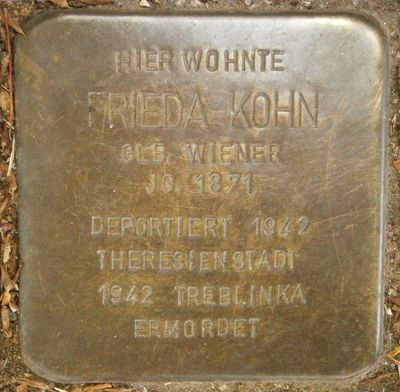 HIER WOHNTE
FRIEDA KOHN
GEB. WIENER
JG. 1871
DEPORTIERT 1942
THERESIENSTADT
1942 TREBLINKA
ERMORDET